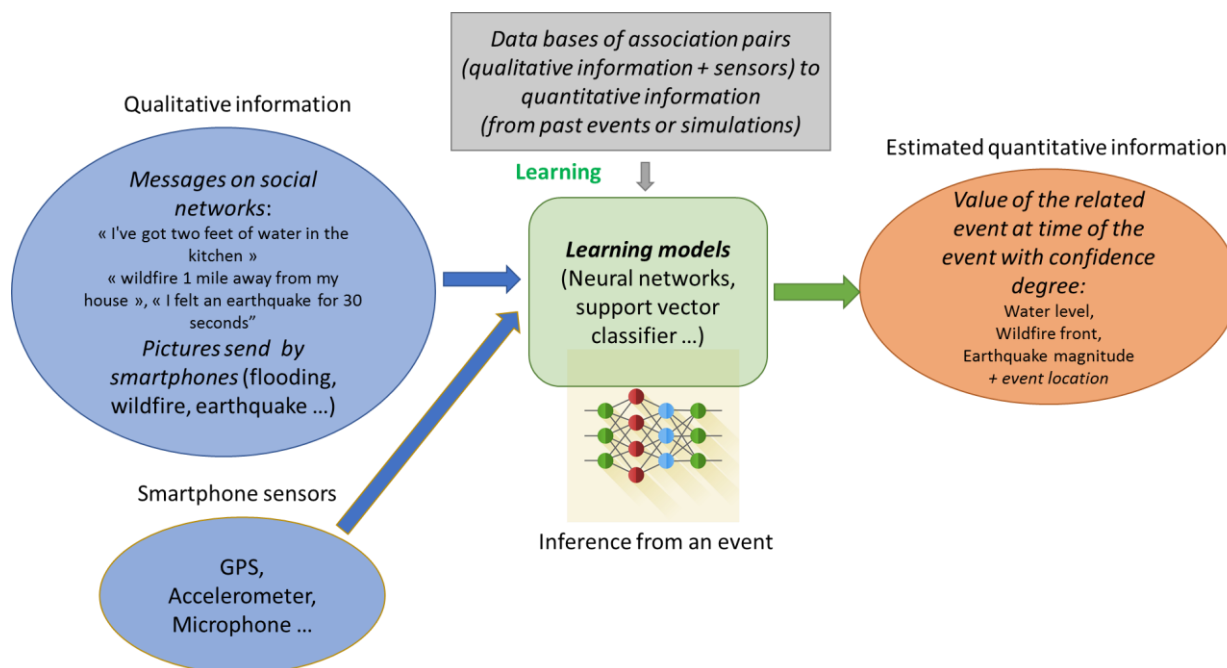 Data bases of association pairs
(qualitative information + sensors) to
quantitative information
(from past events or simulations)
Qualitative information
Messages on social
networks:
« I've got two feet of water in the
kitchen »
« wildfire 1 mile away from my
house », « I felt an earthquake for 30
seconds”
Pictures send by
smartphones (flooding,
wildfire, earthquake ...)
Smartphone sensors
GPS,
Accelerometer,
Microphone ...
Learning
Learning models
(Neural networks,
support vector
classifier ...)
Inference from an event
Estimated quantitative information
Value of the related
event at time of the
event with confidence
degree:
Water level,
Wildfire front,
Earthquake magnitude
+ event location